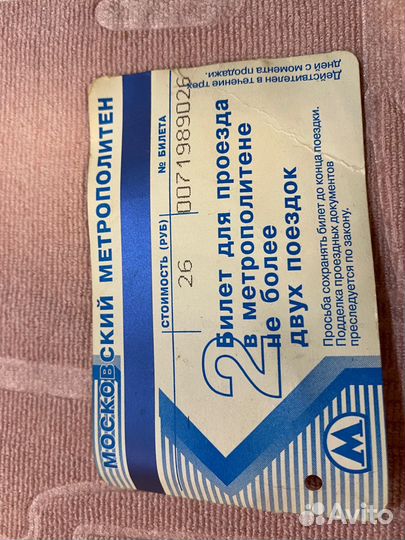 МОСКОВСКИЙ МЕТРОПОЛИТЕН
СТОИМОСТЬ (РУБ) № БИЛЕТА
26 0071989026
2
Билет для проезда
в метрополитене
не более
двух поездок
Действителен в течение трех
дней с момента продажи.
Просьба сохранять билет до конца поездки.
Подделка проездных документов
преследуется по закону.
М
Avito